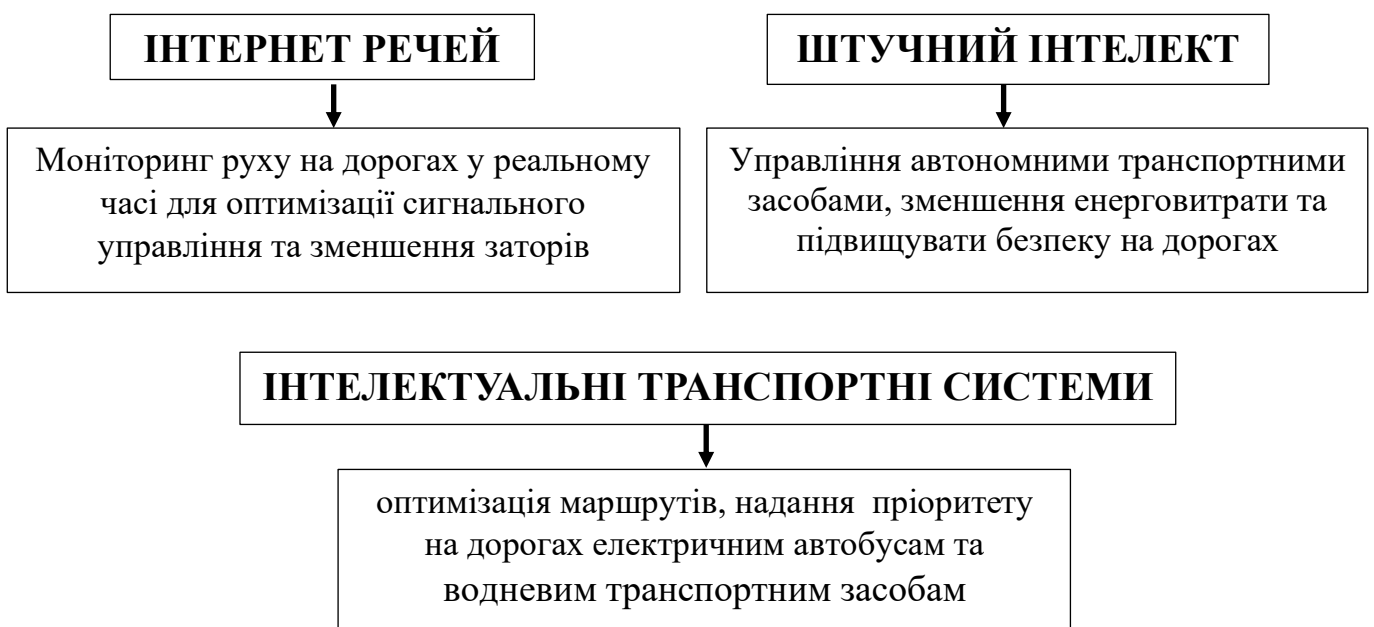 ІНТЕРНЕТ РЕЧЕЙ
ШТУЧНИЙ ІНТЕЛЕКТ
Моніторинг руху на дорогах у реальному
часі для оптимізації сигнального
управління та зменшення заторів
Управління автономними транспортними
засобами, зменшення енерговитрати та
підвищувати безпеку на дорогах
ІНТЕЛЕКТУАЛЬНІ ТРАНСПОРТНІ СИСТЕМИ
оптимізація маршрутів, надання  пріоритету
на дорогах електричним автобусам та
водневим транспортним засобам